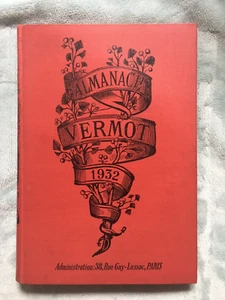 ALMANACH
VERMOT
1932
Administration: 38, Rue Gay-Lussac, PARIS